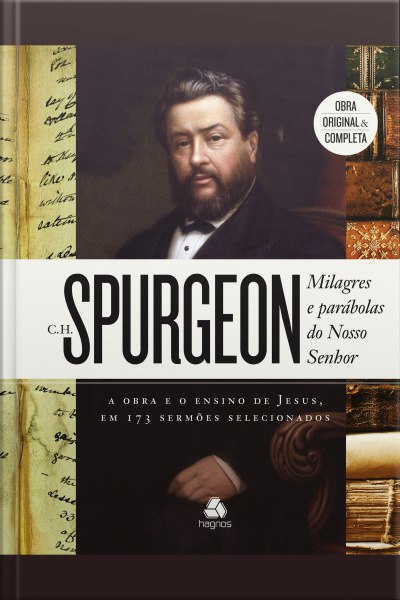 OBRA
ORIGINAL &
COMPLETA
C.H. SPURGEON
Milagres
e parábolas
do Nosso
Senhor
A OBRA E O ENSINO DE JESUS,
EM 173 SERMÕES SELECIONADOS
hagnos